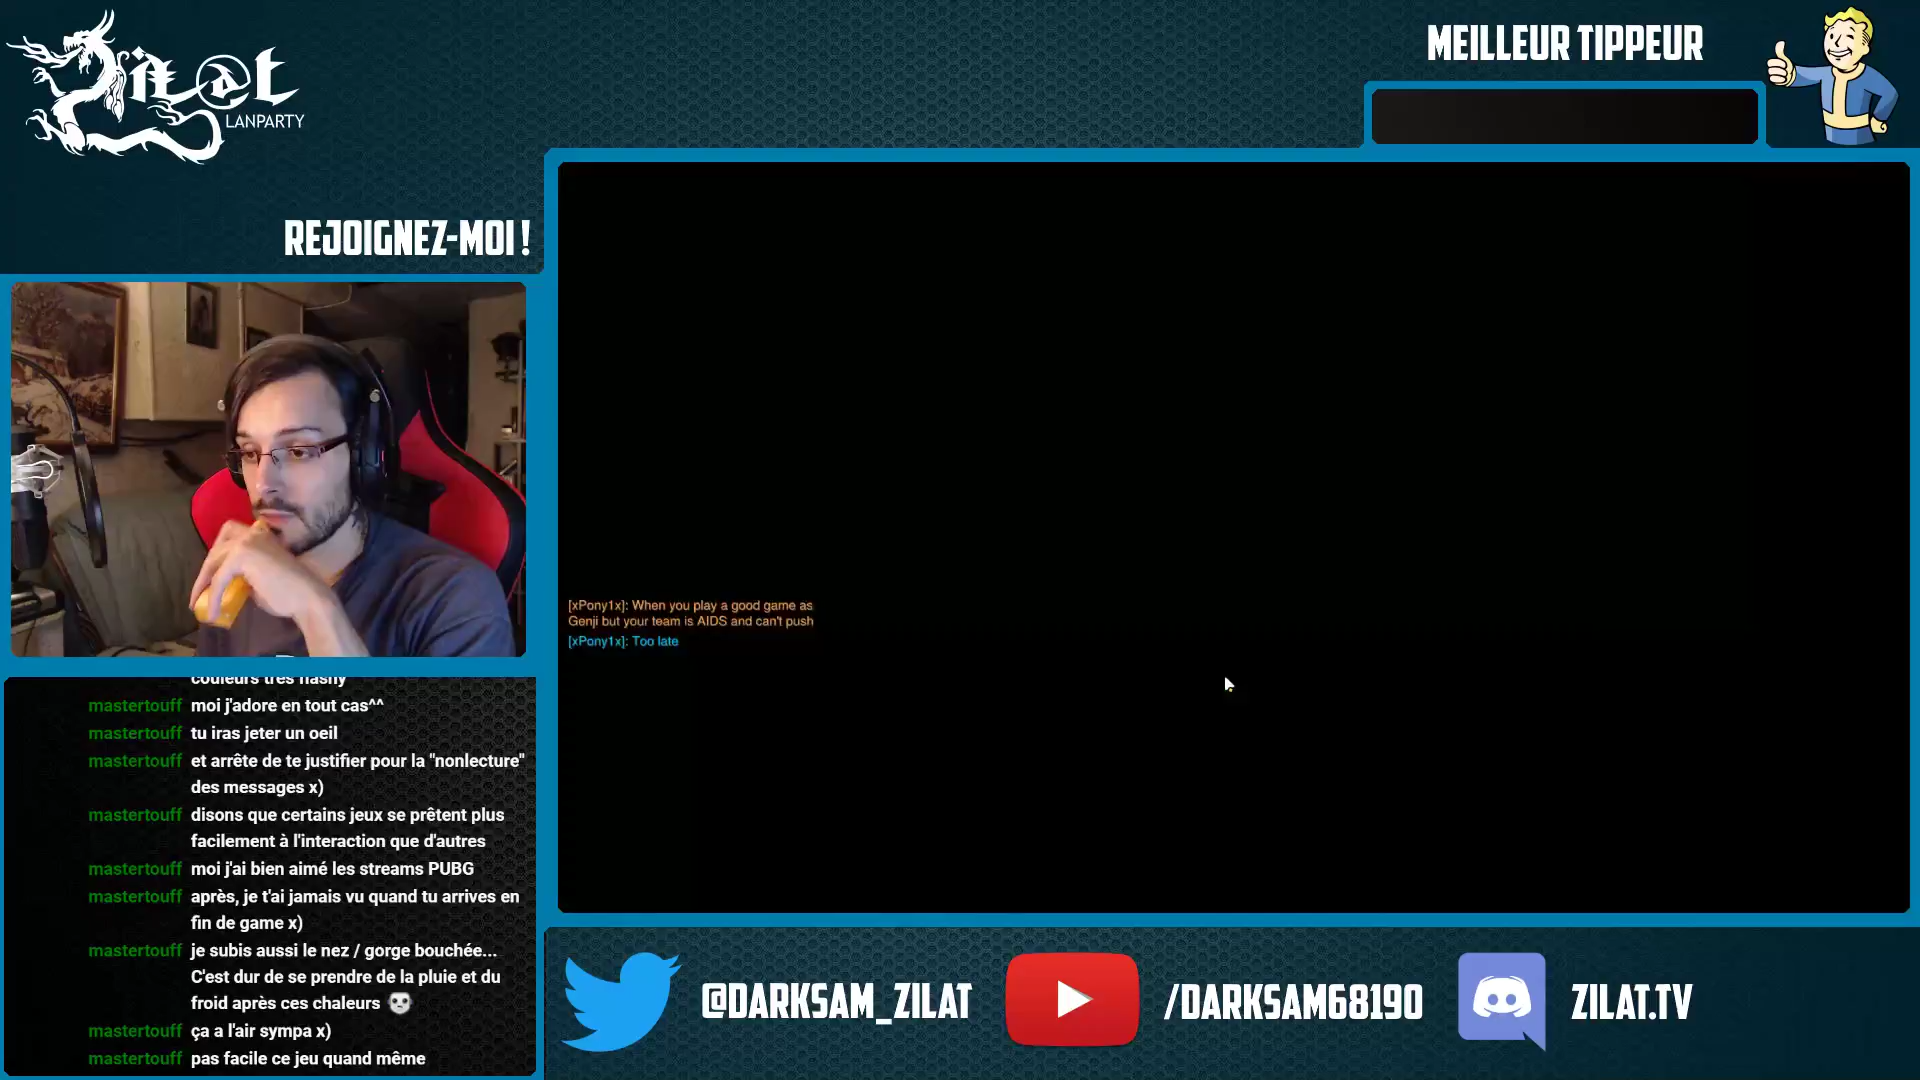 Zil@t
LANPARTY
MEILLEUR TIPPEUR
REJOIGNEZ-MOI !
[xPony1x]: When you play a good game as
Genji but your team is AIDS and can't push
[xPony1x]: Too late
couleurs très flashy
mastertouff moi j'adore en tout cas^^
mastertouff tu iras jeter un oeil
mastertouff et arrête de te justifier pour la "nonlecture"
des messages x)
mastertouff disons que certains jeux se prêtent plus
facilement à l'interaction que d'autres
mastertouff moi j'ai bien aimé les streams PUBG
mastertouff après, je t'ai jamais vu quand tu arrives en
fin de game x)
mastertouff je subis aussi le nez / gorge bouchée...
C'est dur de se prendre de la pluie et du
froid après ces chaleurs
mastertouff ça a l'air sympa x)
mastertouff pas facile ce jeu quand même
@DARKSAM_ZILAT
/DARKSAM68190
ZILAT.TV